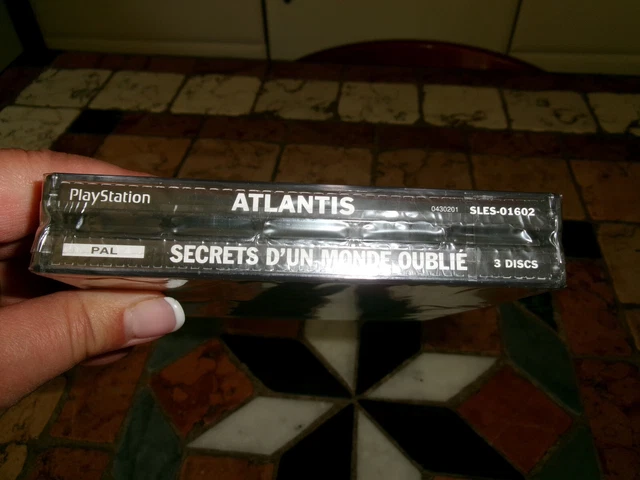 PlayStation ATLANTIS 0430201 SLES-01602
PAL SECRETS D'UN MONDE OUBLIÉ 3 DISCS